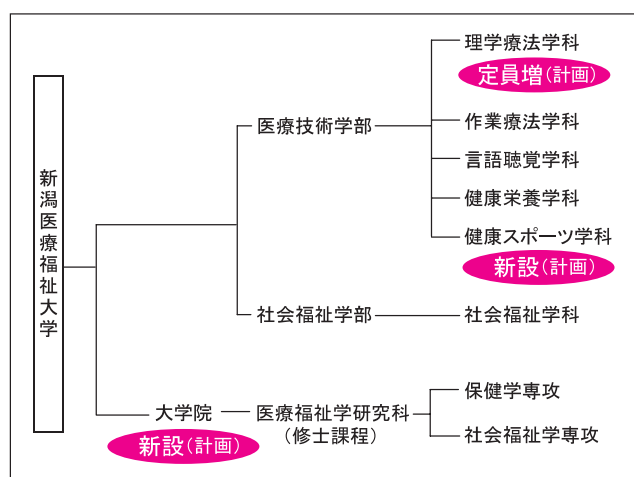 新潟医療福祉大学
医療技術学部
理学療法学科
定員増(計画)
作業療法学科
言語聴覚学科
健康栄養学科
健康スポーツ学科
新設(計画)
社会福祉学部
社会福祉学科
大学院
新設(計画)
医療福祉学研究科
(修士課程)
保健学専攻
社会福祉学専攻